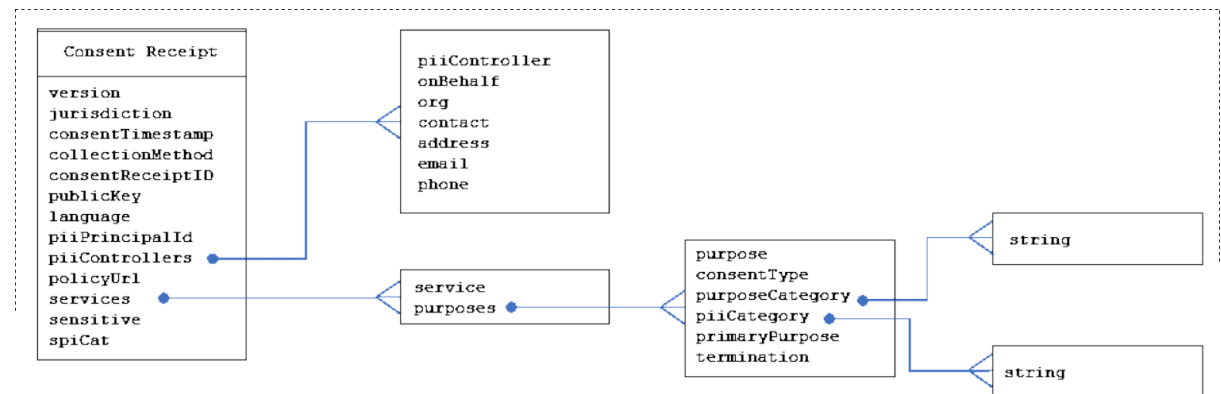 Consent Receipt
version
jurisdiction
consentTimestamp
collectionMethod
consentReceiptID
publicKey
language
piiPrincipalId
piiControllers
policyUrl
services
sensitive
spiCat
piiController
onBehalf
org
contact
address
email
phone
service
purposes
purpose
consentType
purposeCategory
piiCategory
primaryPurpose
termination
string
string